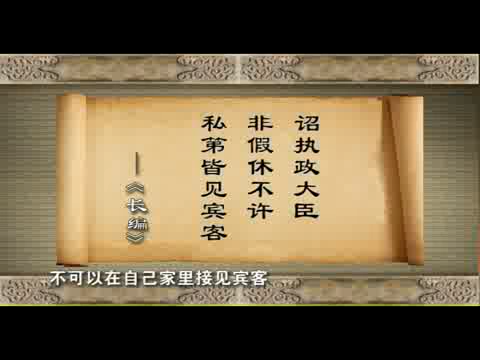 诏执政大臣
非假休不许
私第皆见宾客
—《长编》
不可以在自己家里接见宾客